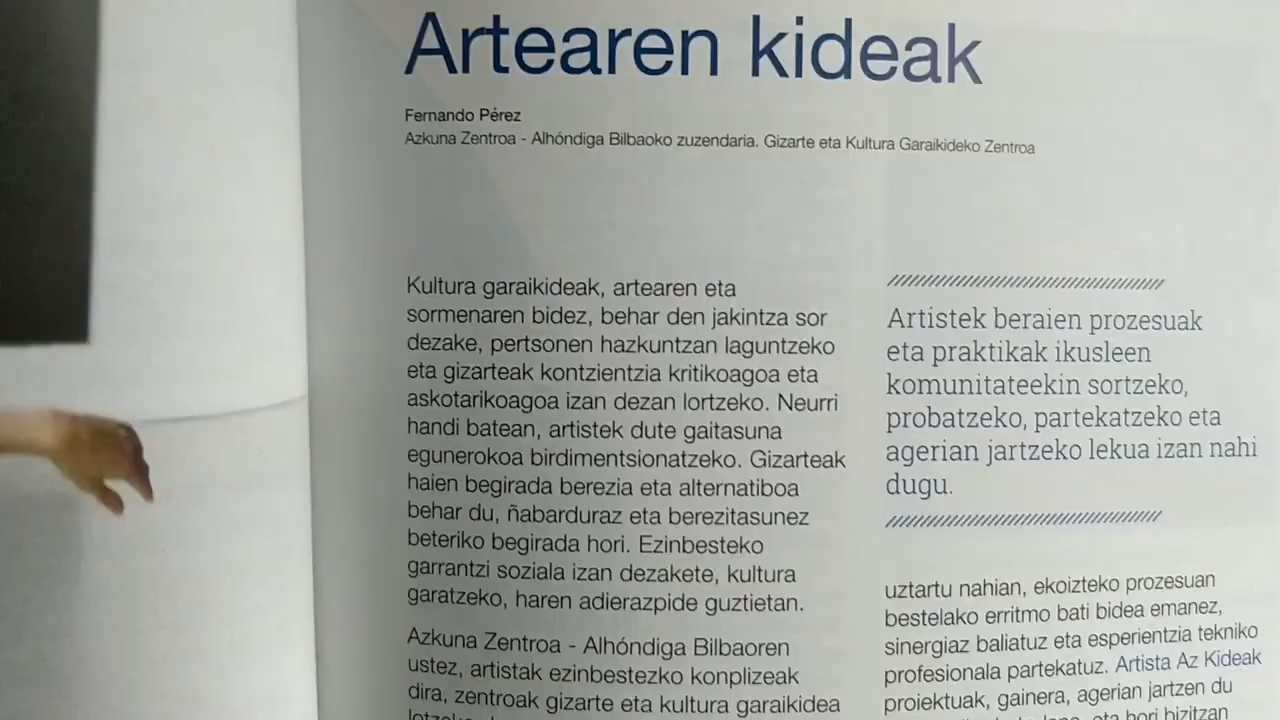 Artearen kideak
Fernando Pérez
Azkuna Zentroa - Alhóndiga Bilbaoko zuzendaria. Gizarte eta Kultura Garaikideko Zentroa
Kultura garaikideak, artearen eta
sormenaren bidez, behar den jakintza sor
dezake, pertsonen hazkuntzan laguntzeko
eta gizarteak kontzientzia kritikoagoa eta
askotarikoagoa izan dezan lortzeko. Neurri
handi batean, artistek dute gaitasuna
egunerokoa birdimentsionatzeko. Gizarteak
haien begirada berezia eta alternatiboa
behar du, ñabarduraz eta berezitasunez
beteriko begirada hori. Ezinbesteko
garrantzi soziala izan dezakete, kultura
garatzeko, haren adierazpide guztietan.
Azkuna Zentroa - Alhóndiga Bilbaoren
ustez, artistak ezinbestezko konplizeak
dira, zentroak gizarte eta kultura garaikidea
Artistek beraien prozesuak
eta praktikak ikusleen
komunitateekin sortzeko,
probatzeko, partekatzeko eta
agerian jartzeko lekua izan nahi
dugu.
uztartu nahian, ekoizteko prozesuan
bestelako erritmo bati bidea emanez,
sinergiaz baliatuz eta esperientzia tekniko
profesionala partekatuz. Artista Az Kideak
proiektuak, gainera, agerian jartzen du
eta hori bizitzan